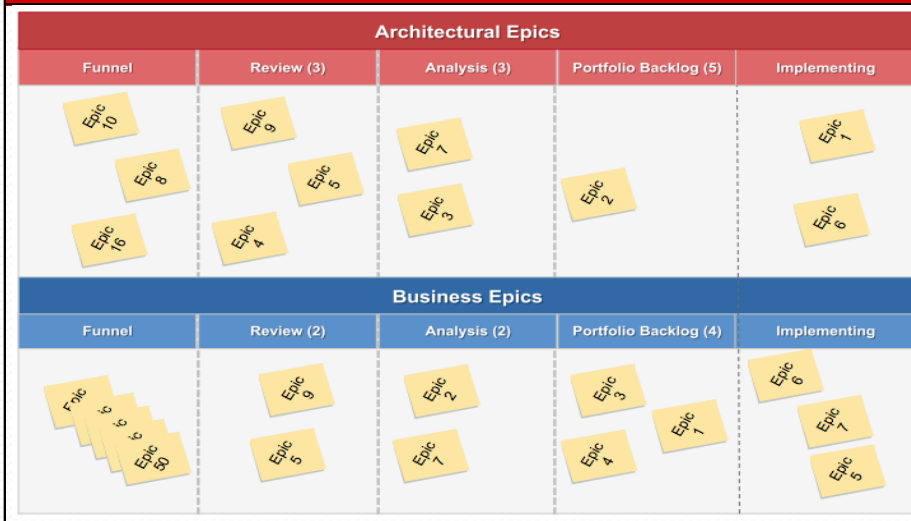 Architectural Epics
Funnel
Review (3)
Analysis (3)
Portfolio Backlog (5)
Implementing
Epic
10
Epic
8
Epic
16
Epic
9
Epic
5
Epic
4
Epic
7
Epic
3
Epic
2
Epic
1
Epic
6
Business Epics
Funnel
Review (2)
Analysis (2)
Portfolio Backlog (4)
Implementing
Epic
Epic
50
Epic
9
Epic
5
Epic
2
Epic
7
Epic
3
Epic
1
Epic
4
Epic
6
Epic
7
Epic
5